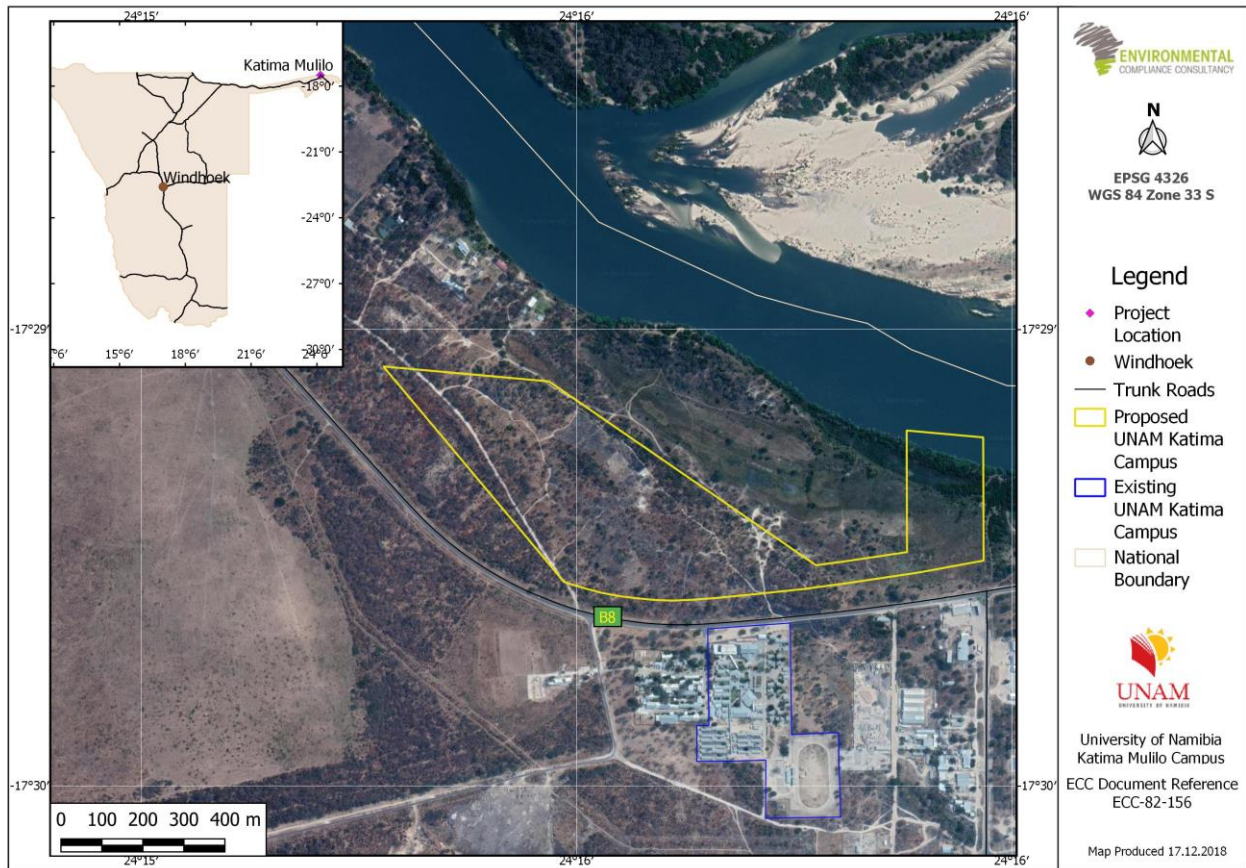 24°15'
24°16'
24°16'
Katima Mulilo
-18°0'
-21°0'
Windhoek
-24°0'
-27°0'
-30°0'
15°6'
18°6'
21°6'
24°6'
-17°29'
-17°29'
B8
-17°30'
-17°30'
0 100 200 300 400 m
24°15'
24°16'
24°16'
ENVIRONMENTAL
COMPLIANCE CONSULTANCY
N
EPSG 4326
WGS 84 Zone 33 S
Legend
Project
Location
Windhoek
Trunk Roads
Proposed
UNAM Katima
Campus
Existing
UNAM Katima
Campus
National
Boundary
UNAM
UNIVERSITY OF NAMIBIA
University of Namibia
Katima Mulilo Campus
ECC Document Reference
ECC-82-156
Map Produced 17.12.2018